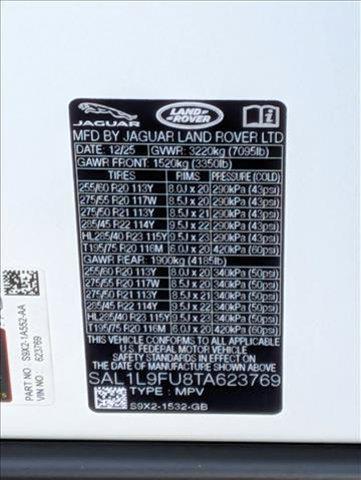 JAGUAR LAND ROVER
MFD BY JAGUAR LAND ROVER LTD
DATE: 12/25 GVWR: 3220kg (7095lb)
GAWR FRONT: 1520kg (3350lb)
TIRES RIMS PRESSURE (COLD)
255/60 R20 113Y 8.0J x 20 290kPa (43psi)
275/55 R20 117W 8.5J x 20 290kPa (43psi)
275/50 R21 113Y 8.5J x 21 290kPa (43psi)
285/45 R22 114Y 9.5J x 22 290kPa (43psi)
HL285/40 R23 115Y 9.5J x 23 290kPa (42psi)
T195/75 R20 116M 6.0J x 20 420kPa (60psi)
GAWR REAR: 1900kg (4185lb)
255/60 R20 113Y 8.0J x 20 340kPa (50psi)
275/55 R20 117W 8.5J x 20 340kPa (50psi)
275/50 R21 113Y 8.5J x 21 340kPa (50psi)
285/45 R22 114Y 9.5J x 22 340kPa (50psi)
HL285/40 R23 115Y 9.5J x 23 340kPa (50psi)
T195/75 R20 116M 6.0J x 20 420kPa (60psi)
THIS VEHICLE CONFORMS TO ALL APPLICABLE
U.S. FEDERAL MOTOR VEHICLE
SAFETY STANDARDS IN EFFECT ON THE
DATE OF MANUFACTURE SHOWN ABOVE
SAL1L9FU8TA623769
TYPE: MPV
S9X2-1532-GB
PART NO: S9X2-1A552-AA
VIN NO: 623769